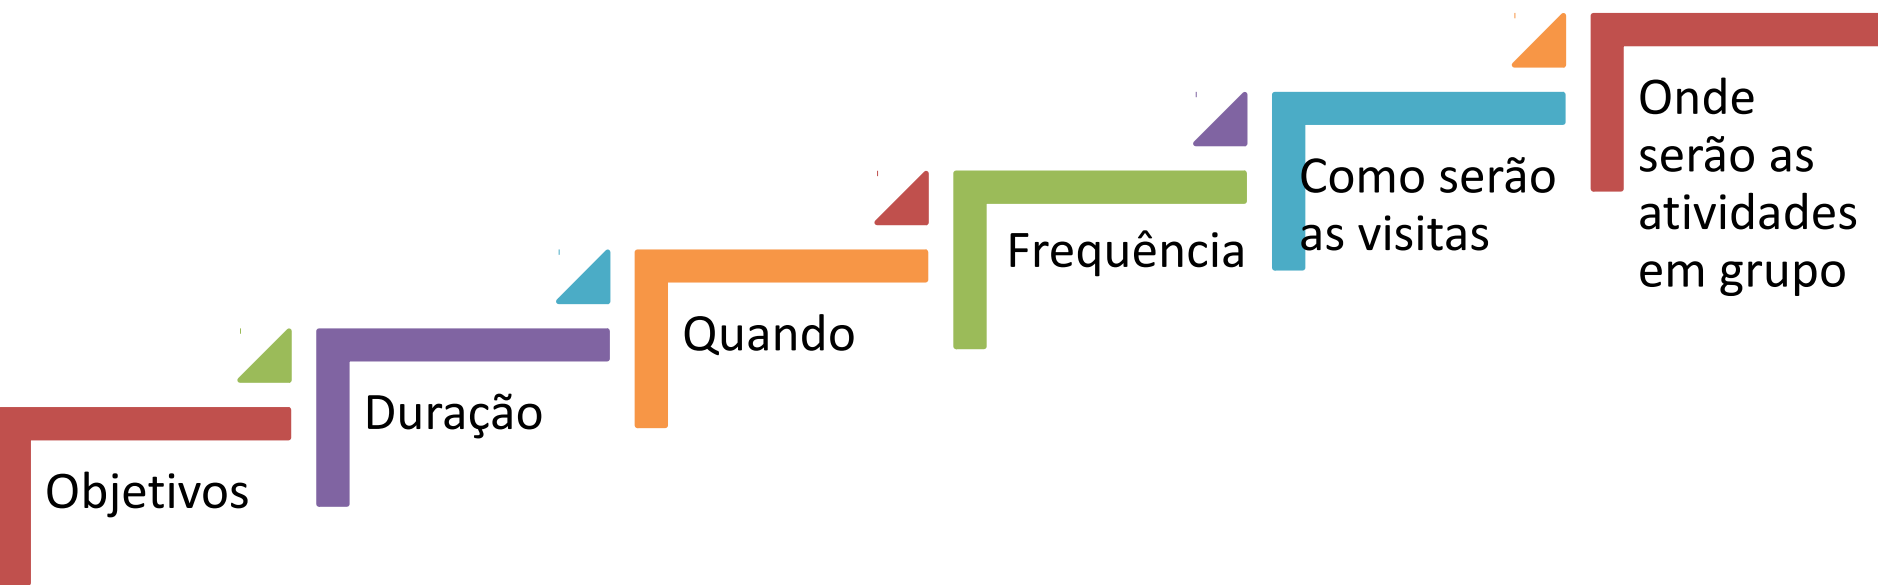 Objetivos
Duração
Quando
Frequência
Como serão
as visitas
Onde
serão as
atividades
em grupo